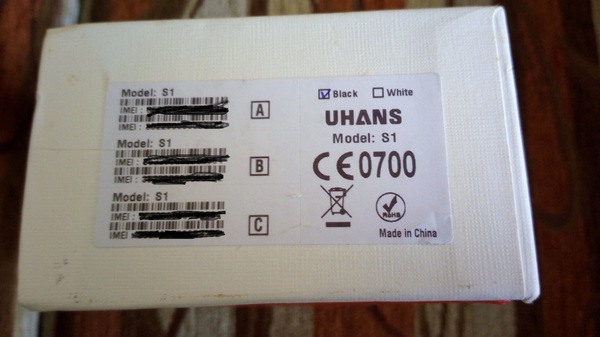 Model: S1
IMEI :
IMEI :
A
Model: S1
IMEI :
IMEI :
B
Model: S1
IMEI :
IMEI :
C
Black White
UHANS
Model: S1
CE0700
RoHS
Made in China